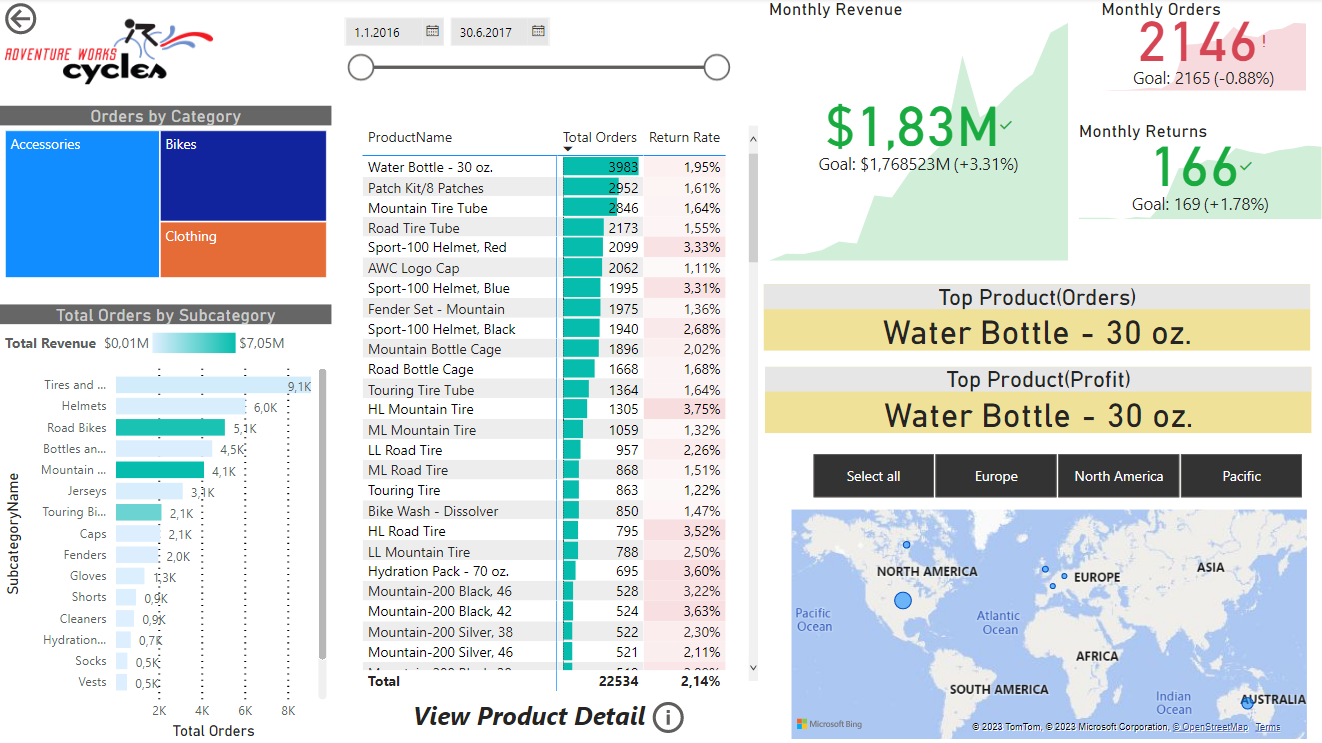 ADVENTURE WORKS
cycles
1.1.2016
30.6.2017
Orders by Category
Accessories
Bikes
Clothing
Total Orders by Subcategory
Total Revenue $0,01M $7,05M
SubcategoryName
Tires and ... 9,1K
Helmets 6,0K
Road Bikes 5,1K
Bottles an... 4,5K
Mountain ... 4,1K
Jerseys 3,1K
Touring Bi... 2,1K
Caps 2,1K
Fenders 2,0K
Gloves 1,3K
Shorts 0,9K
Cleaners 0,9K
Hydration... 0,7K
Socks 0,5K
Vests 0,5K
2K 4K 6K 8K
Total Orders
ProductName Total Orders Return Rate
Water Bottle - 30 oz. 3983 1,95%
Patch Kit/8 Patches 2952 1,61%
Mountain Tire Tube 2846 1,64%
Road Tire Tube 2173 1,55%
Sport-100 Helmet, Red 2099 3,33%
AWC Logo Cap 2062 1,11%
Sport-100 Helmet, Blue 1995 3,31%
Fender Set - Mountain 1975 1,36%
Sport-100 Helmet, Black 1940 2,68%
Mountain Bottle Cage 1896 2,02%
Road Bottle Cage 1668 1,68%
Touring Tire Tube 1364 1,64%
HL Mountain Tire 1305 3,75%
ML Mountain Tire 1059 1,32%
LL Road Tire 957 2,26%
ML Road Tire 868 1,51%
Touring Tire 863 1,22%
Bike Wash - Dissolver 850 1,47%
HL Road Tire 795 3,52%
LL Mountain Tire 788 2,50%
Hydration Pack - 70 oz. 695 3,60%
Mountain-200 Black, 46 528 3,22%
Mountain-200 Black, 42 524 3,63%
Mountain-200 Silver, 38 522 2,30%
Mountain-200 Silver, 46 521 2,11%
Total 22534 2,14%
View Product Detail
Monthly Revenue
$1,83M
Goal: $1,768523M (+3.31%)
Monthly Orders
2146!
Goal: 2165 (-0.88%)
Monthly Returns
166
Goal: 169 (+1.78%)
Top Product(Orders)
Water Bottle - 30 oz.
Top Product(Profit)
Water Bottle - 30 oz.
Select all Europe North America Pacific
NORTH AMERICA
EUROPE
ASIA
Pacific
Ocean
Atlantic
Ocean
AFRICA
SOUTH AMERICA
Indian
Ocean
AUSTRALIA
Microsoft Bing
© 2023 TomTom, © 2023 Microsoft Corporation, © OpenStreetMap Terms